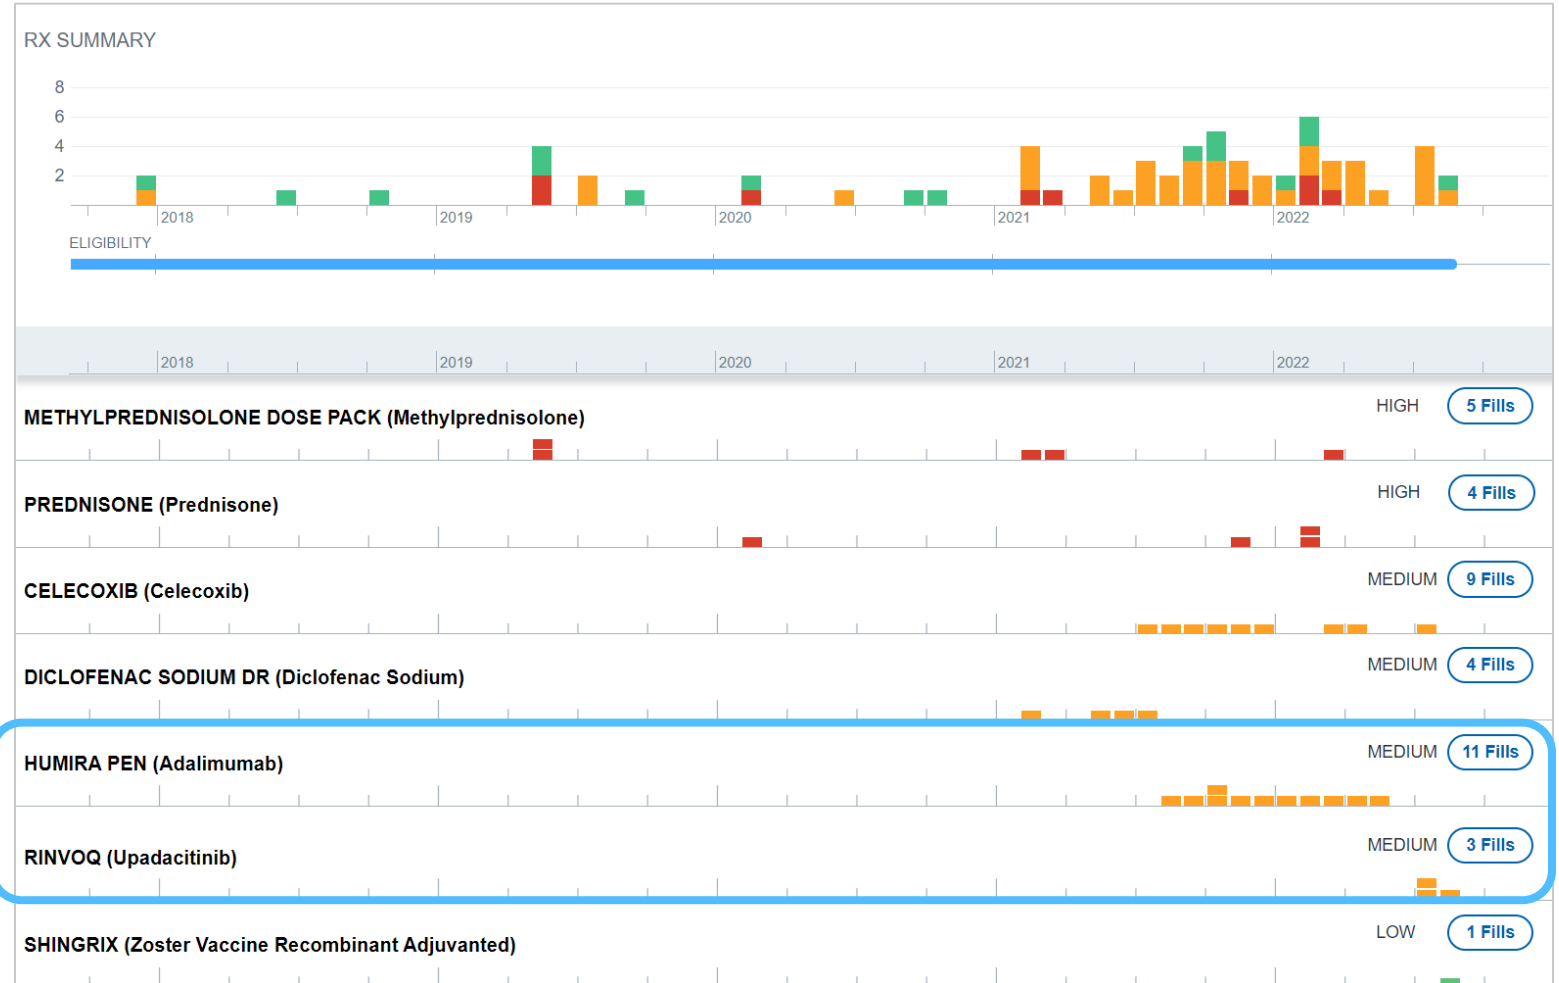 RX SUMMARY
8
6
4
2
2018 2019 2020 2021 2022
ELIGIBILITY
2018 2019 2020 2021 2022
METHYLPREDNISOLONE DOSE PACK (Methylprednisolone) HIGH 5 Fills
PREDNISONE (Prednisone) HIGH 4 Fills
CELECOXIB (Celecoxib) MEDIUM 9 Fills
DICLOFENAC SODIUM DR (Diclofenac Sodium) MEDIUM 4 Fills
HUMIRA PEN (Adalimumab) MEDIUM 11 Fills
RINVOQ (Upadacitinib) MEDIUM 3 Fills
SHINGRIX (Zoster Vaccine Recombinant Adjuvanted) LOW 1 Fills